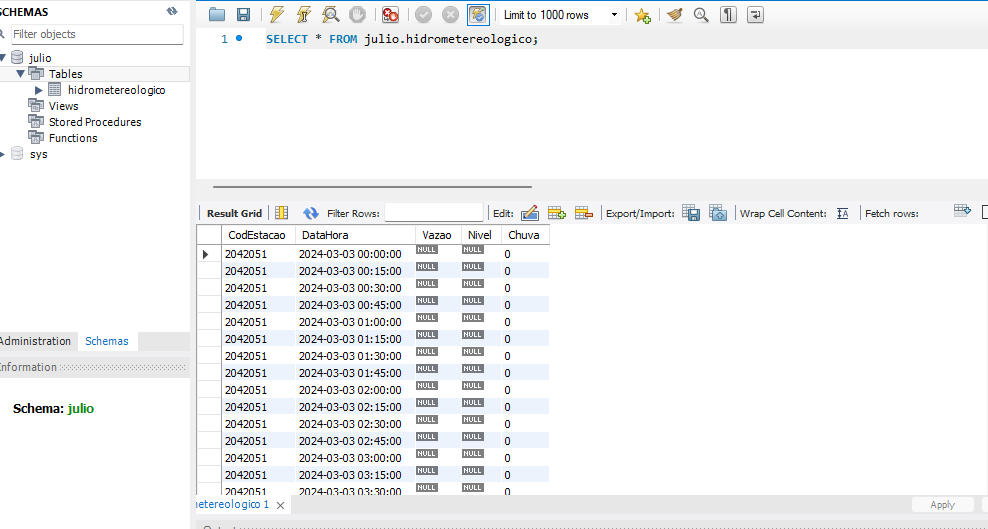 SCHEMAS
Filter objects
julio
Tables
hidrometereologico
Views
Stored Procedures
Functions
sys
Administration Schemas
Information
Schema: julio
Limit to 1000 rows
1 SELECT * FROM julio.hidrometereologico;
Result Grid Filter Rows: Edit: Export/Import: Wrap Cell Content: Fetch rows:
CodEstacao DataHora Vazao Nivel Chuva
2042051 2024-03-03 00:00:00 NULL NULL 0
2042051 2024-03-03 00:15:00 NULL NULL 0
2042051 2024-03-03 00:30:00 NULL NULL 0
2042051 2024-03-03 00:45:00 NULL NULL 0
2042051 2024-03-03 01:00:00 NULL NULL 0
2042051 2024-03-03 01:15:00 NULL NULL 0
2042051 2024-03-03 01:30:00 NULL NULL 0
2042051 2024-03-03 01:45:00 NULL NULL 0
2042051 2024-03-03 02:00:00 NULL NULL 0
2042051 2024-03-03 02:15:00 NULL NULL 0
2042051 2024-03-03 02:30:00 NULL NULL 0
2042051 2024-03-03 02:45:00 NULL NULL 0
2042051 2024-03-03 03:00:00 NULL NULL 0
2042051 2024-03-03 03:15:00 NULL NULL 0
2042051 2024-03-03 03:30:00 NULL NULL 0
metereologico 1 Apply